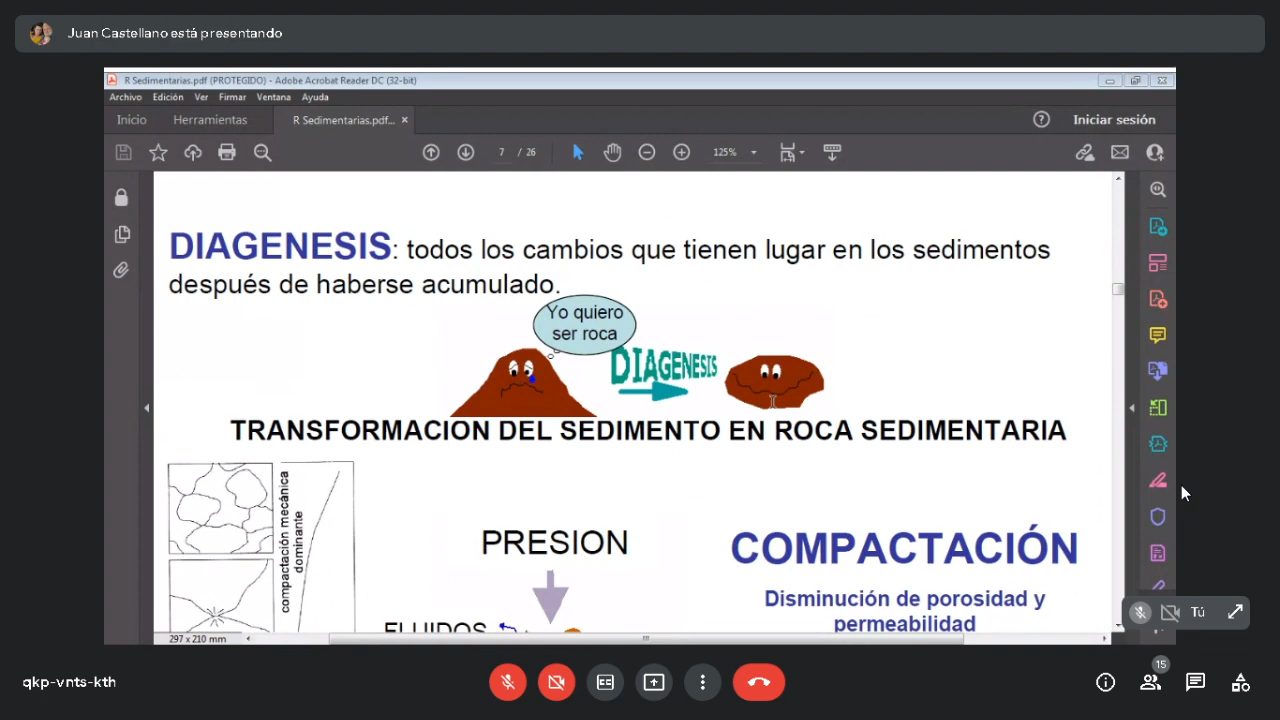 Juan Castellano está presentando
R Sedimentarias.pdf (PROTEGIDO) - Adobe Acrobat Reader DC (32-bit)
Archivo Edición Ver Firmar Ventana Ayuda
Inicio Herramientas R Sedimentarias.pdf... × Iniciar sesión
7 / 26 125%
DIAGENESIS: todos los cambios que tienen lugar en los sedimentos
después de haberse acumulado.
Yo quiero
ser roca
DIAGENESIS
TRANSFORMACION DEL SEDIMENTO EN ROCA SEDIMENTARIA
compactación mecánica
dominante
PRESION
COMPACTACIÓN
Disminución de porosidad y
permeabilidad
FLUIDOS
Tú
297 x 210 mm
15
qkp-vnts-kth